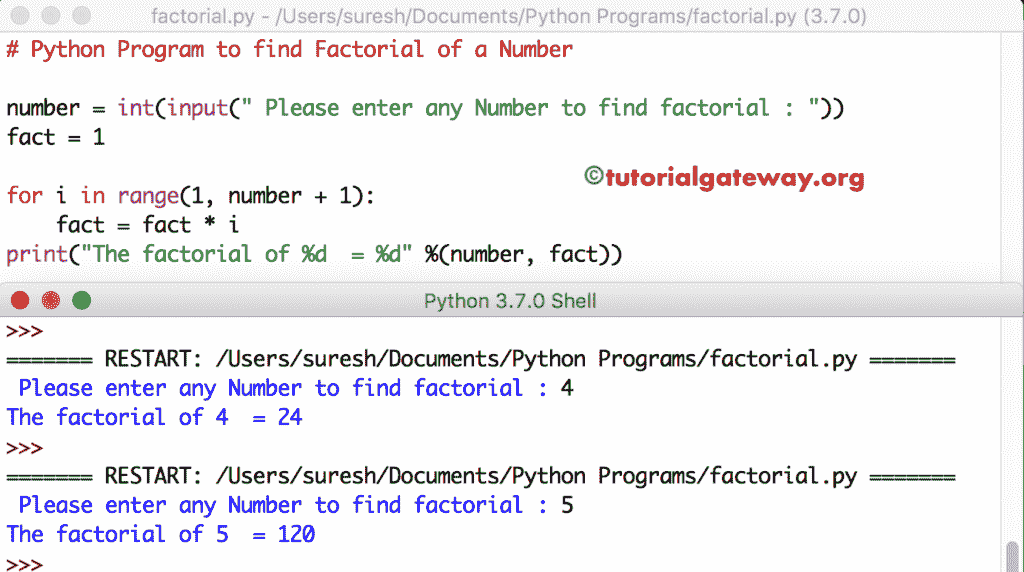 factorial.py - /Users/suresh/Documents/Python Programs/factorial.py (3.7.0)
# Python Program to find Factorial of a Number
number = int(input(" Please enter any Number to find factorial : "))
fact = 1
for i in range(1, number + 1):
©tutorialgateway.org
    fact = fact * i
print("The factorial of %d  = %d" %(number, fact))
Python 3.7.0 Shell
>>>
======= RESTART: /Users/suresh/Documents/Python Programs/factorial.py =======
 Please enter any Number to find factorial : 4
The factorial of 4  = 24
>>>
======= RESTART: /Users/suresh/Documents/Python Programs/factorial.py =======
 Please enter any Number to find factorial : 5
The factorial of 5  = 120
>>>